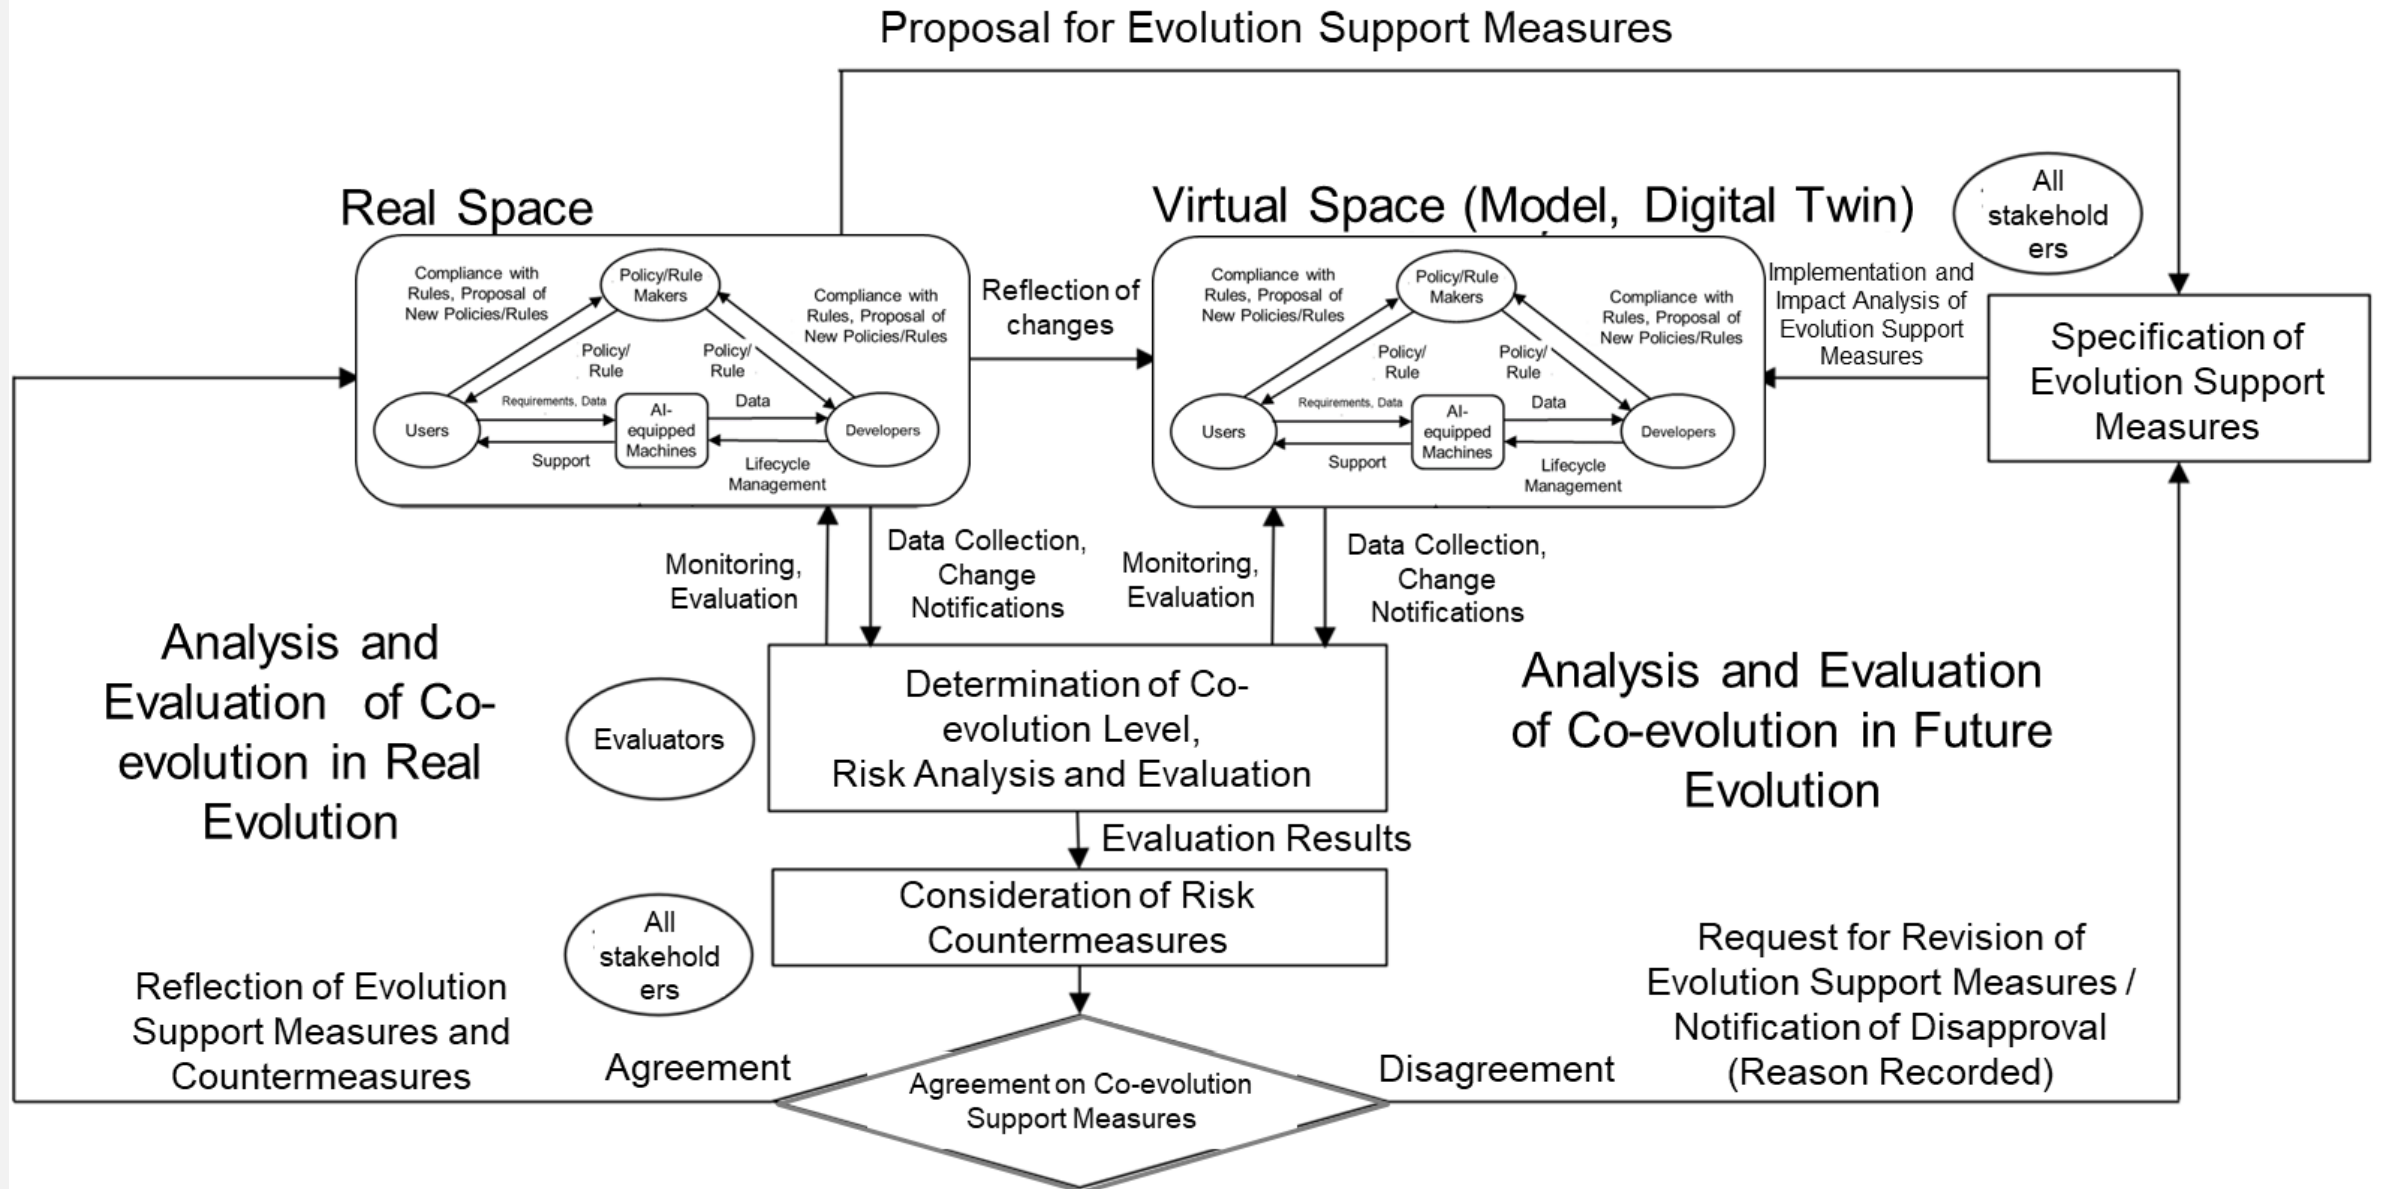 Proposal for Evolution Support Measures
Real Space
Virtual Space (Model, Digital Twin)
All
stakehold
ers
Compliance with
Rules, Proposal of
New Policies/Rules
Policy/Rule
Makers
Compliance with
Rules, Proposal of
New Policies/Rules
Policy/
Rule
Policy/
Rule
Users
Requirements, Data
AI-
equipped
Machines
Data
Developers
Support
Lifecycle
Management
Reflection of
changes
Compliance with
Rules, Proposal of
New Policies/Rules
Policy/Rule
Makers
Compliance with
Rules, Proposal of
New Policies/Rules
Policy/
Rule
Policy/
Rule
Users
Requirements, Data
AI-
equipped
Machines
Data
Developers
Support
Lifecycle
Management
Implementation and
Impact Analysis of
Evolution Support
Measures
Specification of
Evolution Support
Measures
Monitoring,
Evaluation
Data Collection,
Change
Notifications
Monitoring,
Evaluation
Data Collection,
Change
Notifications
Analysis and
Evaluation of Co-
evolution in Real
Evolution
Evaluators
Determination of Co-
evolution Level,
Risk Analysis and Evaluation
Analysis and Evaluation
of Co-evolution in Future
Evolution
Evaluation Results
Consideration of Risk
Countermeasures
All
stakehold
ers
Reflection of Evolution
Support Measures and
Countermeasures
Agreement
Agreement on Co-evolution
Support Measures
Disagreement
Request for Revision of
Evolution Support Measures /
Notification of Disapproval
(Reason Recorded)